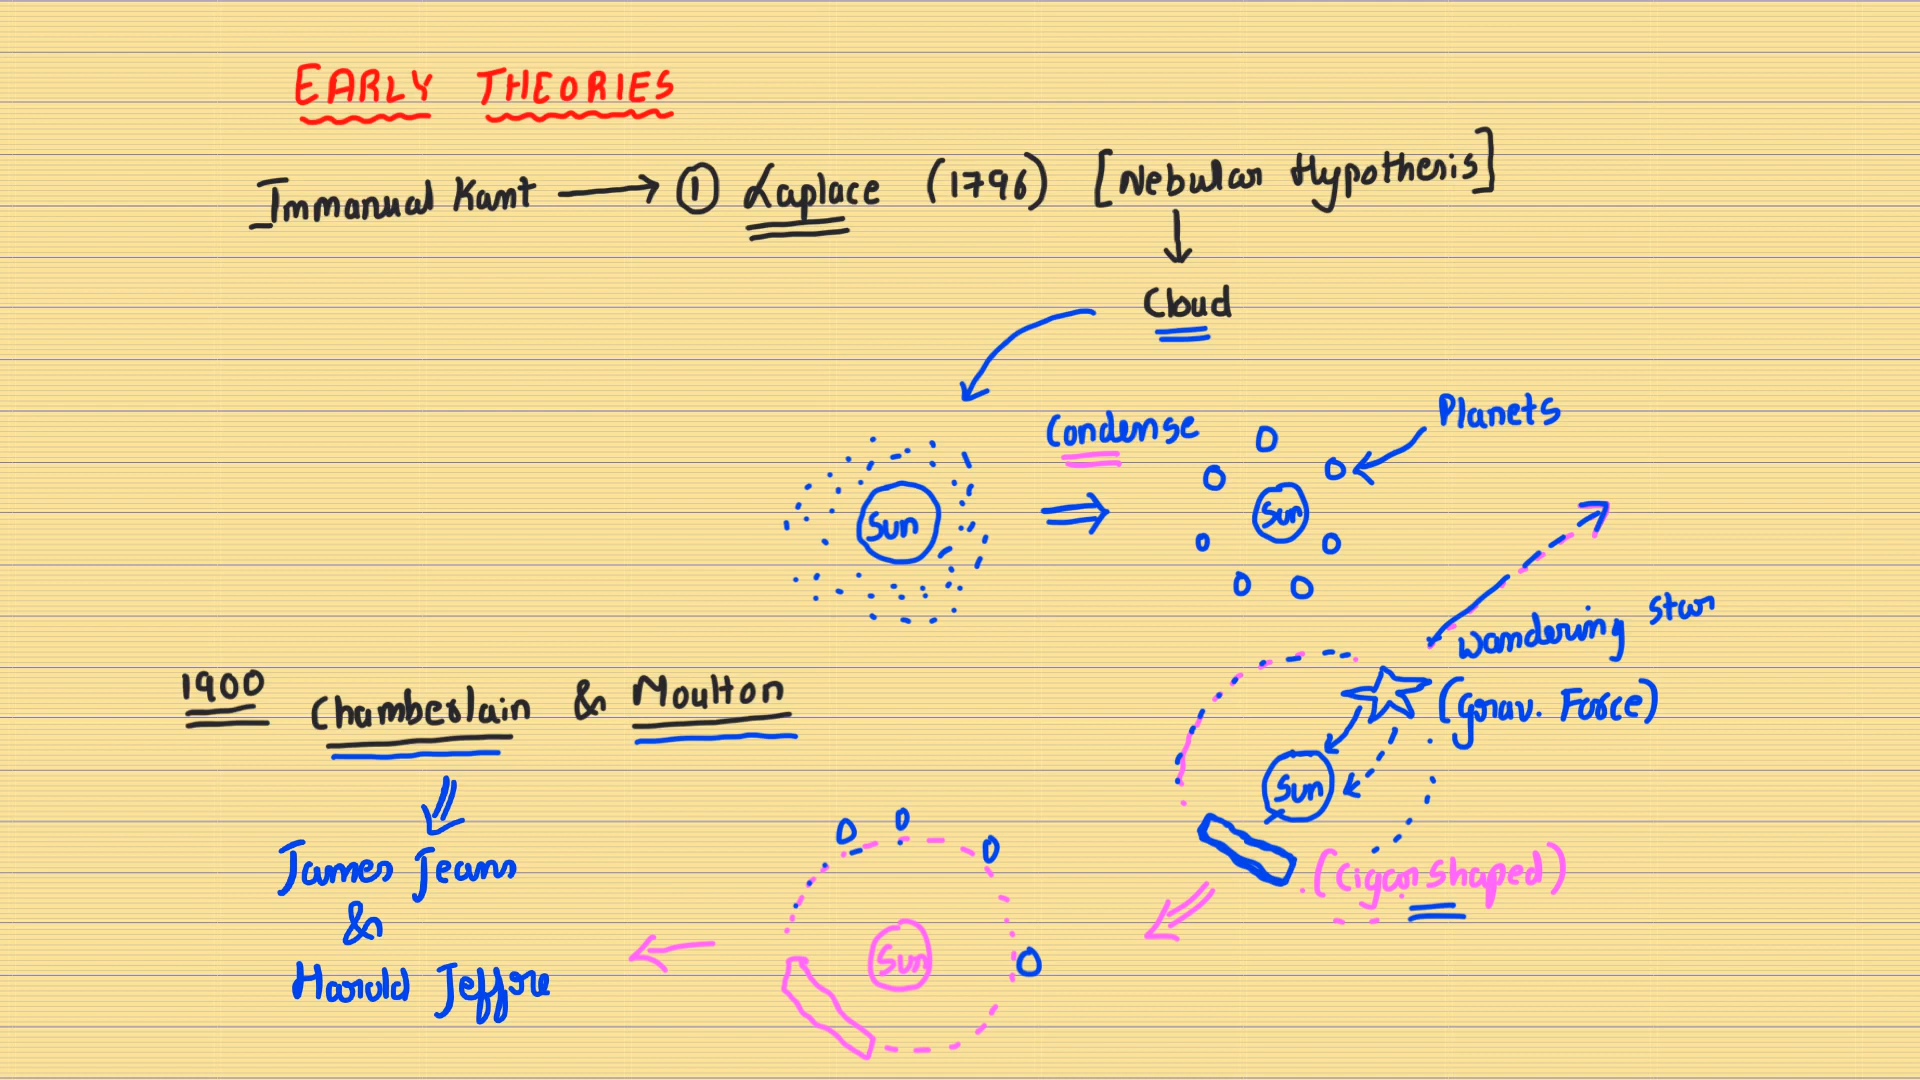 EARLY THEORIES
Immanual Kant → ① Laplace (1796) [Nebular Hypothesis]
Cloud
Condense
Planets
Sun
Sun
wandering star
(Grav. Force)
Sun
(Cigar shaped)
1900 Chamberlain & Moulton
James Jeans
&
Harold Jeffre
Sun